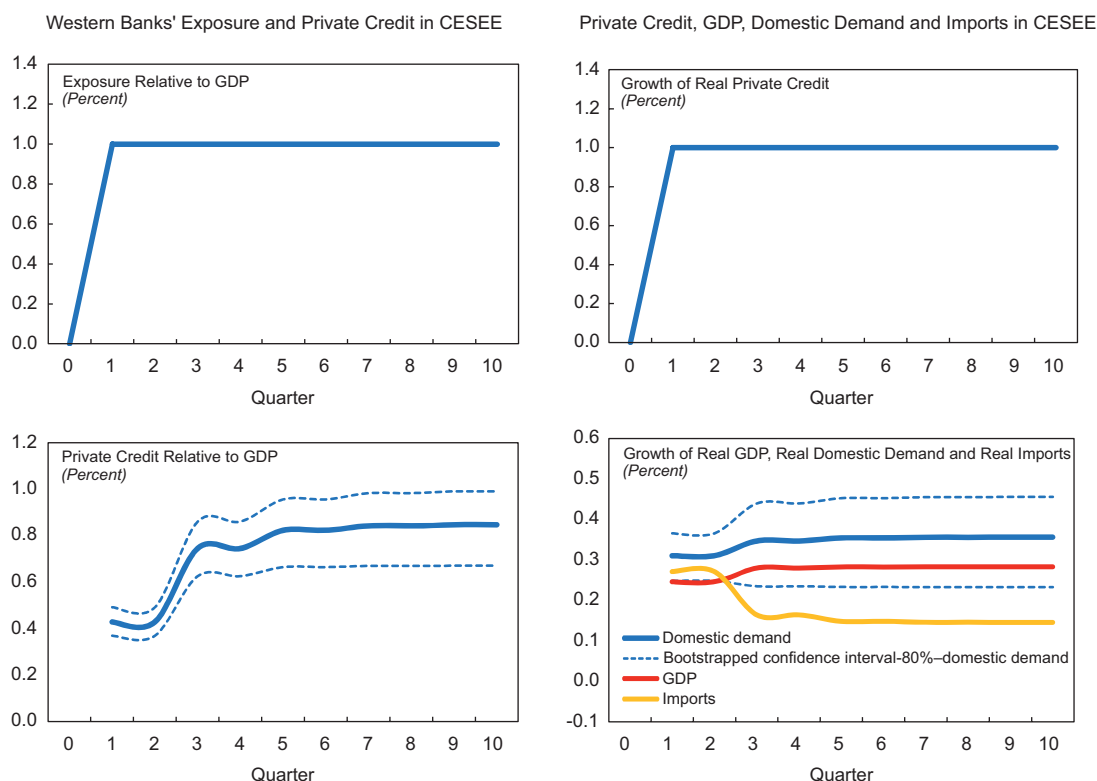 Western Banks' Exposure and Private Credit in CESEE
Exposure Relative to GDP
(Percent)
1.4
1.2
1.0
0.8
0.6
0.4
0.2
0.0
0 1 2 3 4 5 6 7 8 9 10
Quarter
Private Credit, GDP, Domestic Demand and Imports in CESEE
Growth of Real Private Credit
(Percent)
1.4
1.2
1.0
0.8
0.6
0.4
0.2
0.0
0 1 2 3 4 5 6 7 8 9 10
Quarter
Private Credit Relative to GDP
(Percent)
1.2
1.0
0.8
0.6
0.4
0.2
0.0
0 1 2 3 4 5 6 7 8 9 10
Quarter
Growth of Real GDP, Real Domestic Demand and Real Imports
(Percent)
0.6
0.5
0.4
0.3
0.2
0.1
0.0
-0.1
Domestic demand
Bootstrapped confidence interval-80%–domestic demand
GDP
Imports
0 1 2 3 4 5 6 7 8 9 10
Quarter